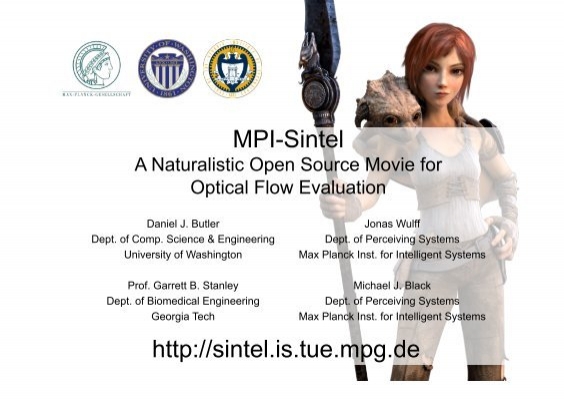 MAX-PLANCK-GESELLSCHAFT
MPI-Sintel
A Naturalistic Open Source Movie for
Optical Flow Evaluation
Daniel J. Butler
Dept. of Comp. Science & Engineering
University of Washington
Jonas Wulff
Dept. of Perceiving Systems
Max Planck Inst. for Intelligent Systems
Prof. Garrett B. Stanley
Dept. of Biomedical Engineering
Georgia Tech
Michael J. Black
Dept. of Perceiving Systems
Max Planck Inst. for Intelligent Systems
http://sintel.is.tue.mpg.de